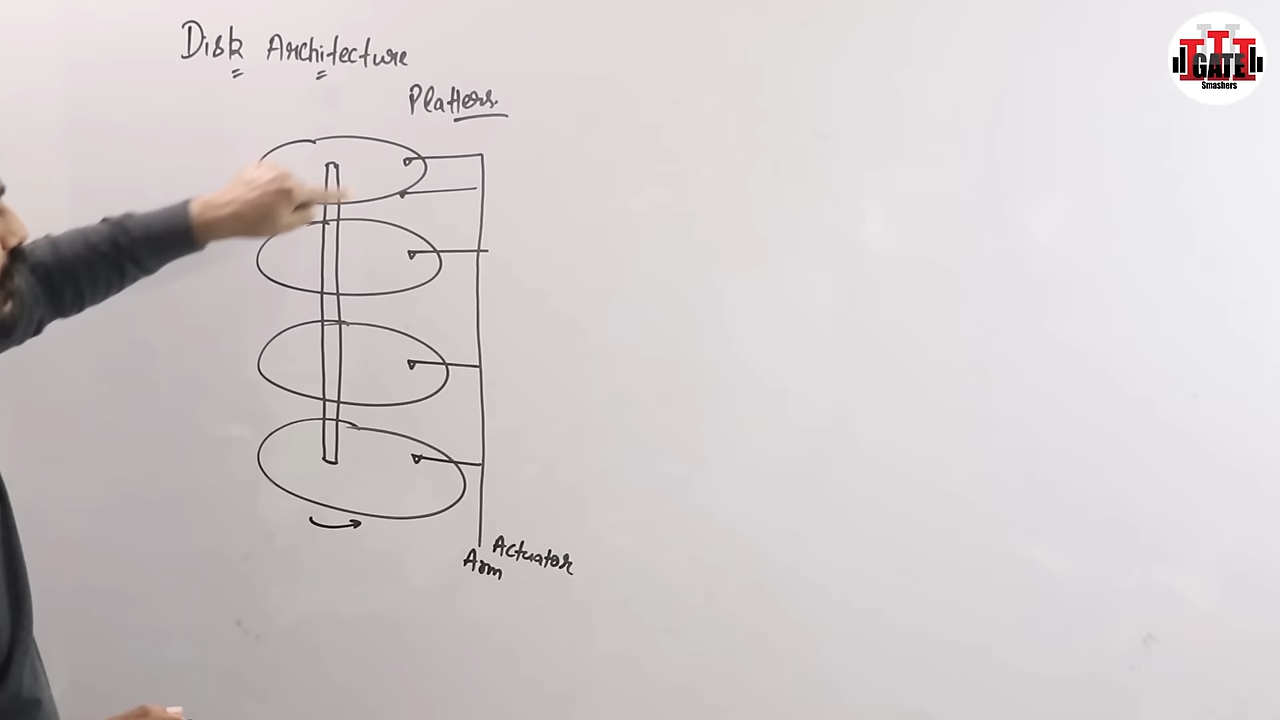 Disk Architecture
Platters
Actuator
Arm
GATE
Smashers